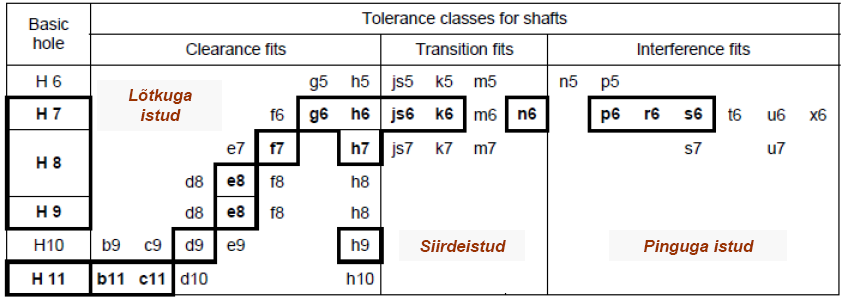 Basic hole Tolerance classes for shafts
Clearance fits Transition fits Interference fits
H 6 g5 h5 js5 k5 m5 n5 p5
Lõtkuga istud
H 7 f6 g6 h6 js6 k6 m6 n6 p6 r6 s6 t6 u6 x6
H 8 e7 f7 h7 js7 k7 m7 s7 u7
d8 e8 f8 h8
H 9 d8 e8 f8 h8
H10 b9 c9 d9 e9 h9 Siirdeistud Pinguga istud
H 11 b11 c11 d10 h10